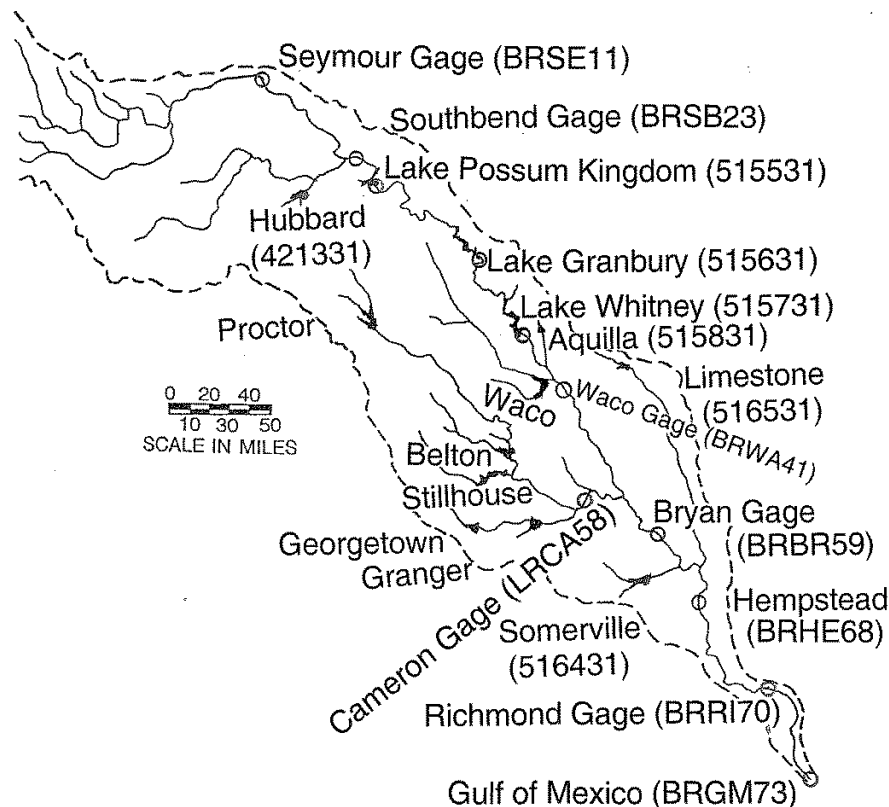 Seymour Gage (BRSE11)
Southbend Gage (BRSB23)
Lake Possum Kingdom (515531)
Hubbard
(421331)
Lake Granbury (515631)
Lake Whitney (515731)
Proctor
Aquilla (515831)
Limestone
(516531)
0 20 40
10 30 50
SCALE IN MILES
Waco
Waco Gage (BRWA41)
Belton
Stillhouse
Bryan Gage
(BRBR59)
Georgetown
Granger
Cameron Gage (LRCA58)
Hempstead
(BRHE68)
Somerville
(516431)
Richmond Gage (BRRI70)
Gulf of Mexico (BRGM73)